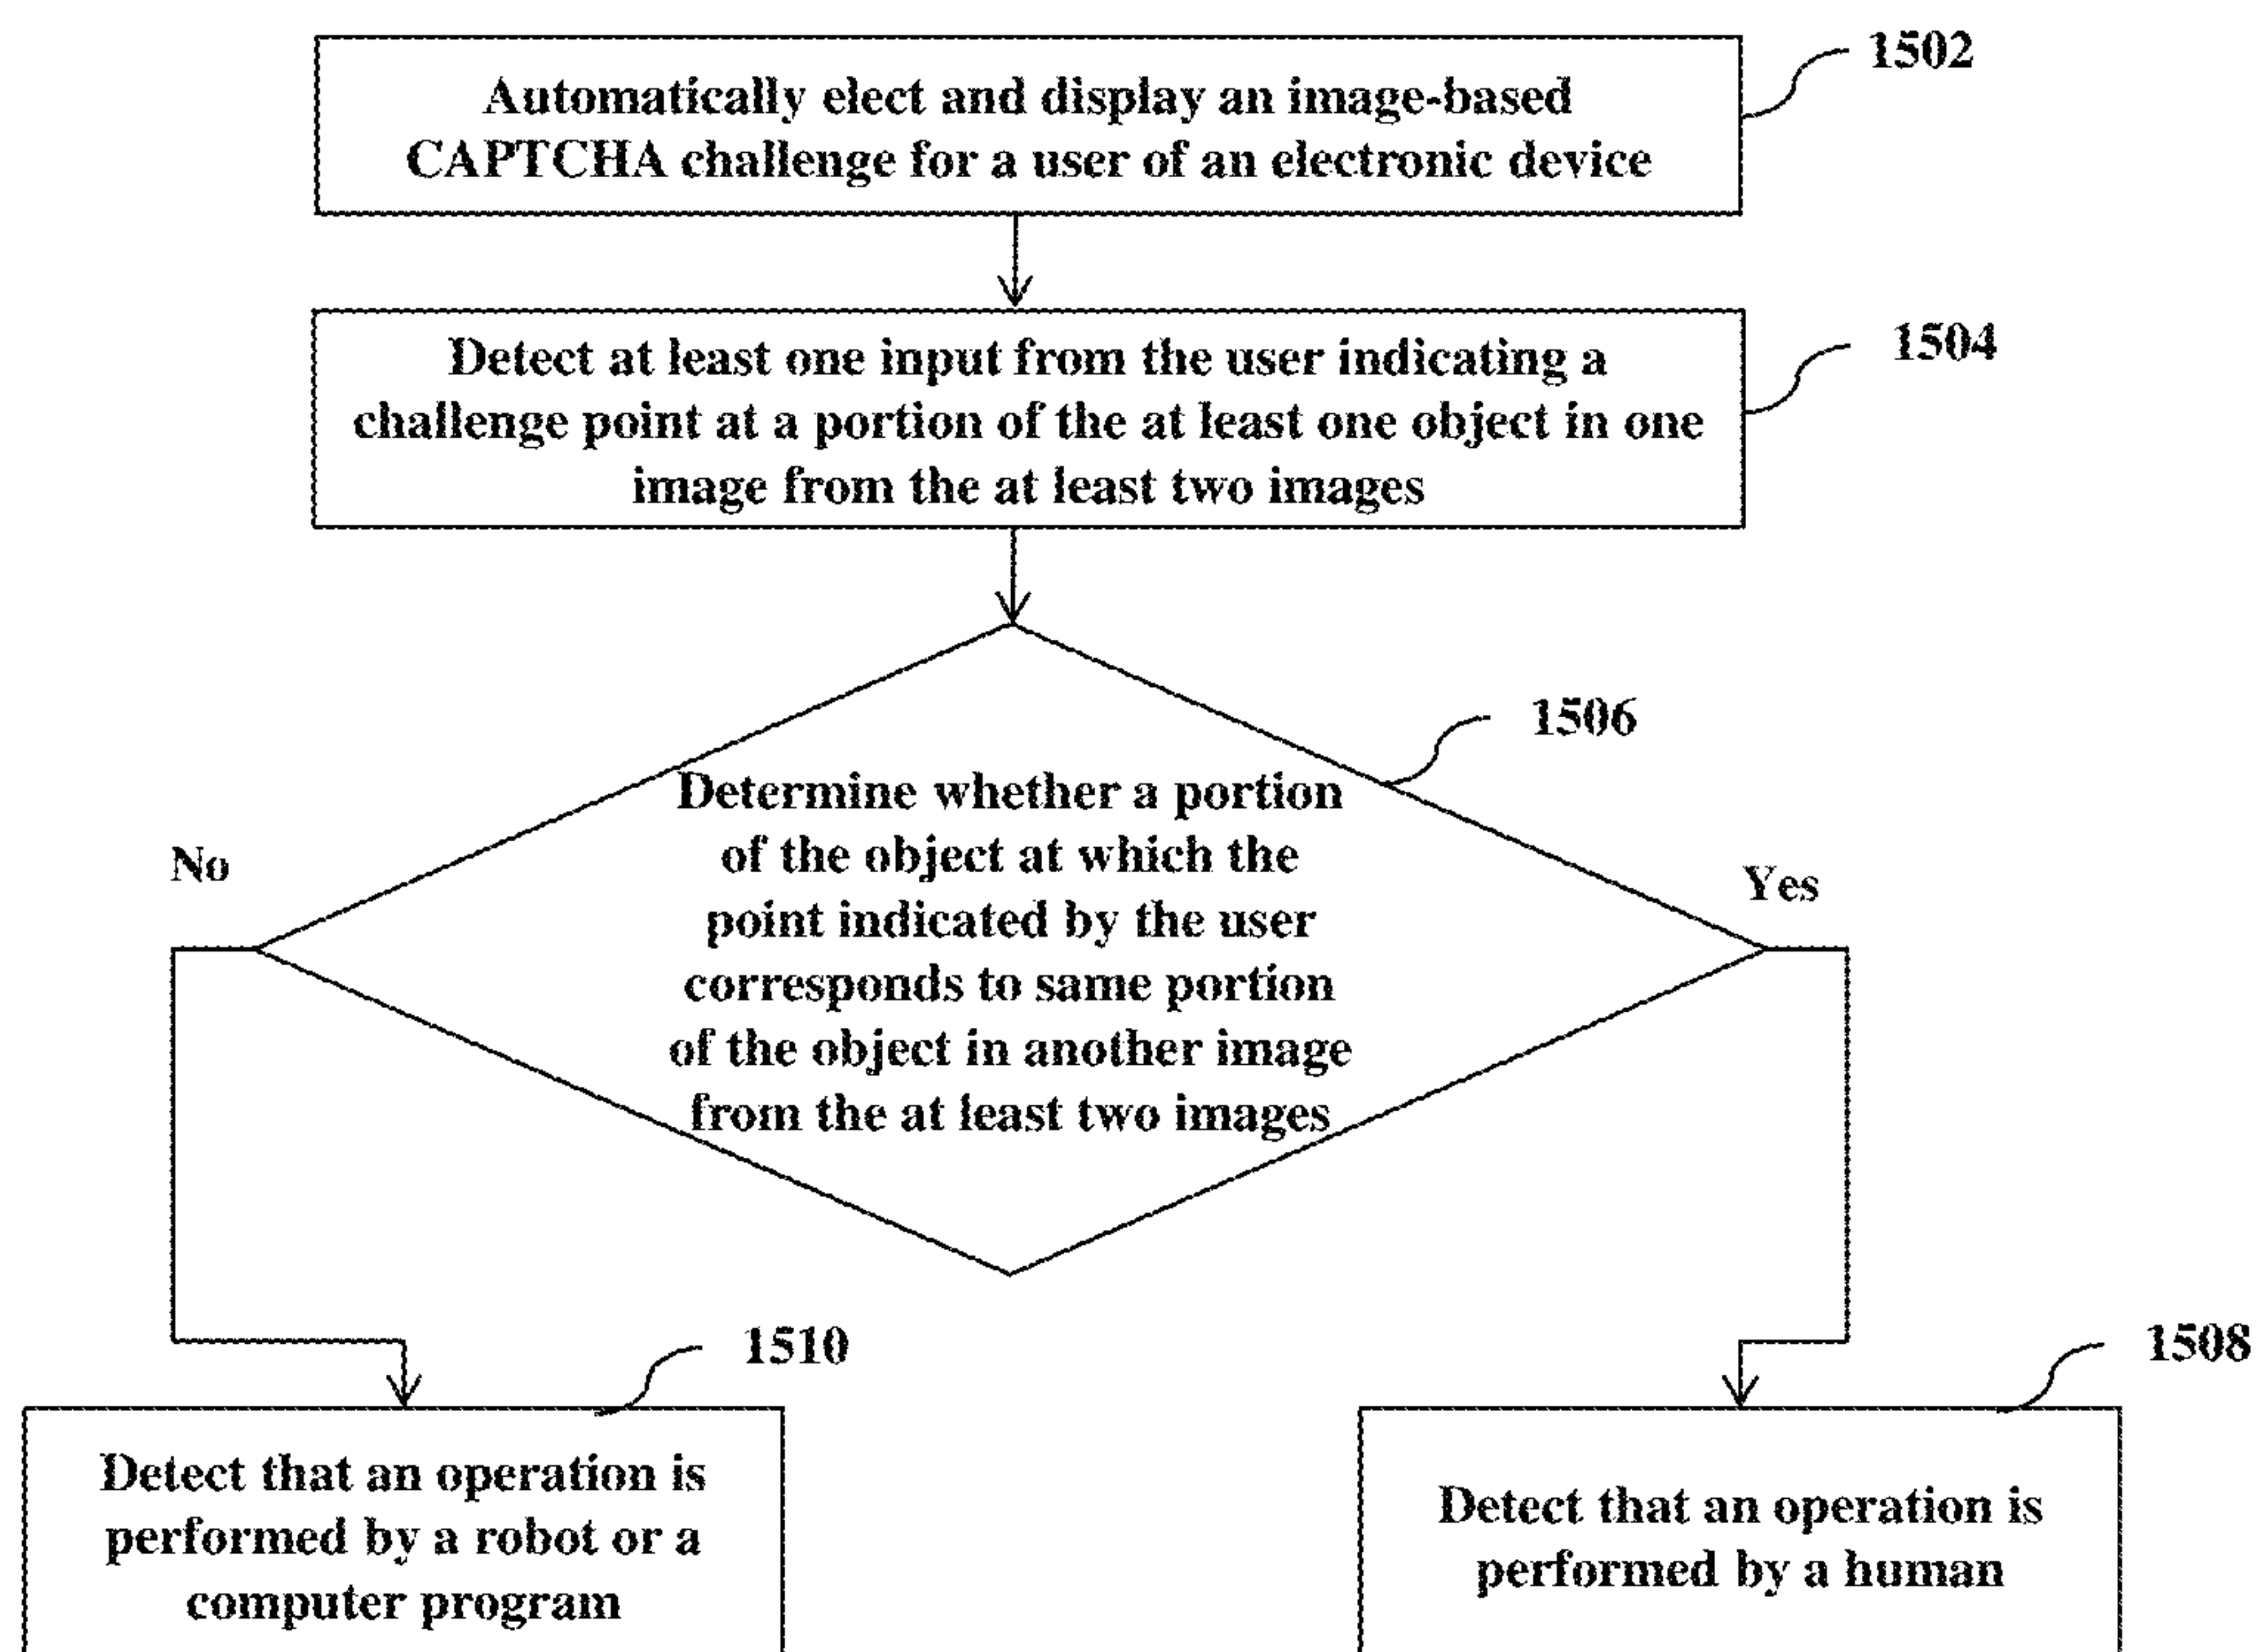 1502
Automatically elect and display an image-based
CAPTCHA challenge for a user of an electronic device
1504
Detect at least one input from the user indicating a
challenge point at a portion of the at least one object in one
image from the at least two images
1506
Determine whether a portion
of the object at which the
point indicated by the user
corresponds to same portion
of the object in another image
from the at least two images
No
Yes
1510
Detect that an operation is
performed by a robot or a
computer program
1508
Detect that an operation is
performed by a human